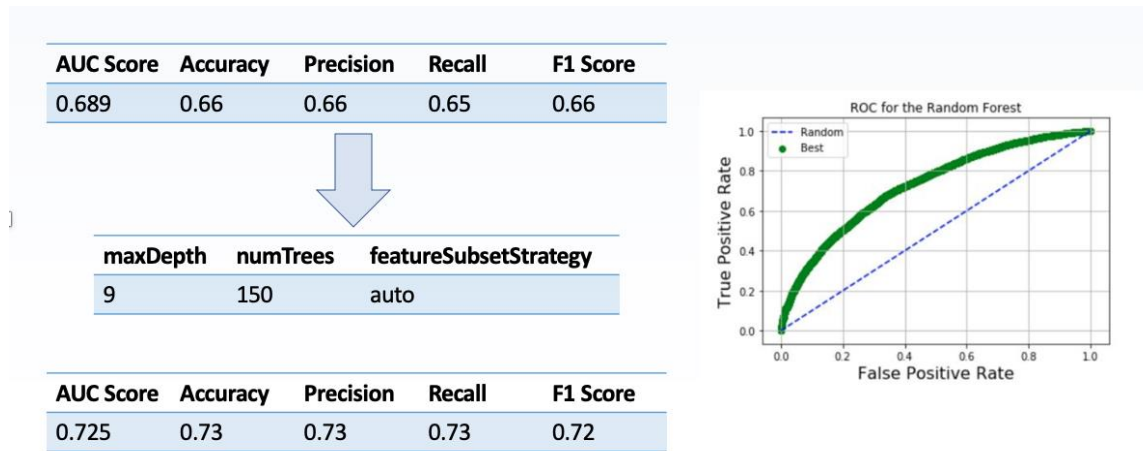 AUC Score Accuracy Precision Recall F1 Score
0.689 0.66 0.66 0.65 0.66
maxDepth numTrees featureSubsetStrategy
9 150 auto
AUC Score Accuracy Precision Recall F1 Score
0.725 0.73 0.73 0.73 0.72
ROC for the Random Forest
Random
Best
True Positive Rate
1.0
0.8
0.6
0.4
0.2
0.0
0.0 0.2 0.4 0.6 0.8 1.0
False Positive Rate